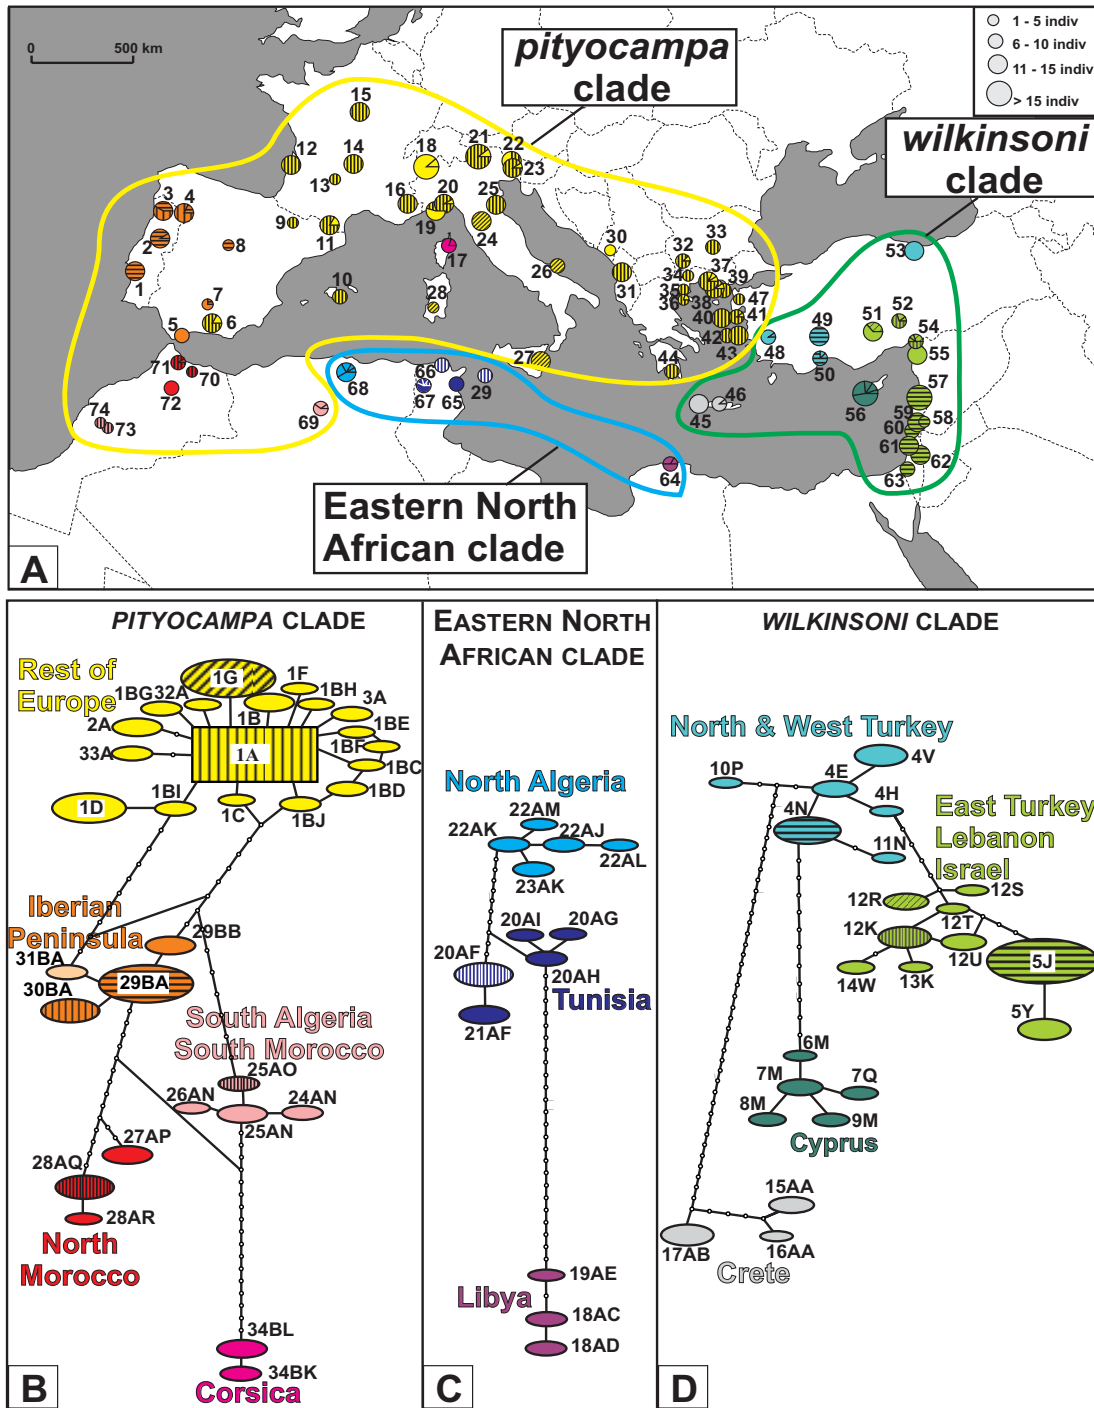 0 500 km
1 - 5 indiv
6 - 10 indiv
11 - 15 indiv
> 15 indiv
pityocampa
clade
wilkinsoni
clade
Eastern North
African clade
15
12
14
13
18
21
22
23
16
20
19
25
24
3
4
2
8
9
11
1
7
6
5
10
17
28
26
27
30
31
32
33
34
35
36
37
38
39
47
40
41
42
43
44
48
49
50
51
52
53
54
55
56
57
58
59
60
61
62
63
45
46
64
65
66
67
29
68
69
70
71
72
73
74
A
PITYOCAMPA CLADE
Rest of
Europe
1BG
32A
1G
1F
1B
1BH
3A
2A
1BE
33A
1A
1BF
1BC
1BD
1D
1BI
1C
1BJ
Iberian
Peninsula
29BB
31BA
29BA
30BA
South Algeria
South Morocco
25AO
26AN
24AN
25AN
27AP
28AQ
28AR
North
Morocco
34BL
34BK
Corsica
B
EASTERN NORTH
AFRICAN CLADE
North Algeria
22AM
22AK
22AJ
22AL
23AK
20AI
20AG
20AF
20AH
Tunisia
21AF
19AE
Libya
18AC
18AD
C
WILKINSONI CLADE
North & West Turkey
10P
4E
4V
4N
4H
11N
East Turkey
Lebanon
Israel
12R
12S
12K
12T
12U
14W
13K
5J
5Y
6M
7M
7Q
8M
9M
Cyprus
15AA
17AB
16AA
Crete
D